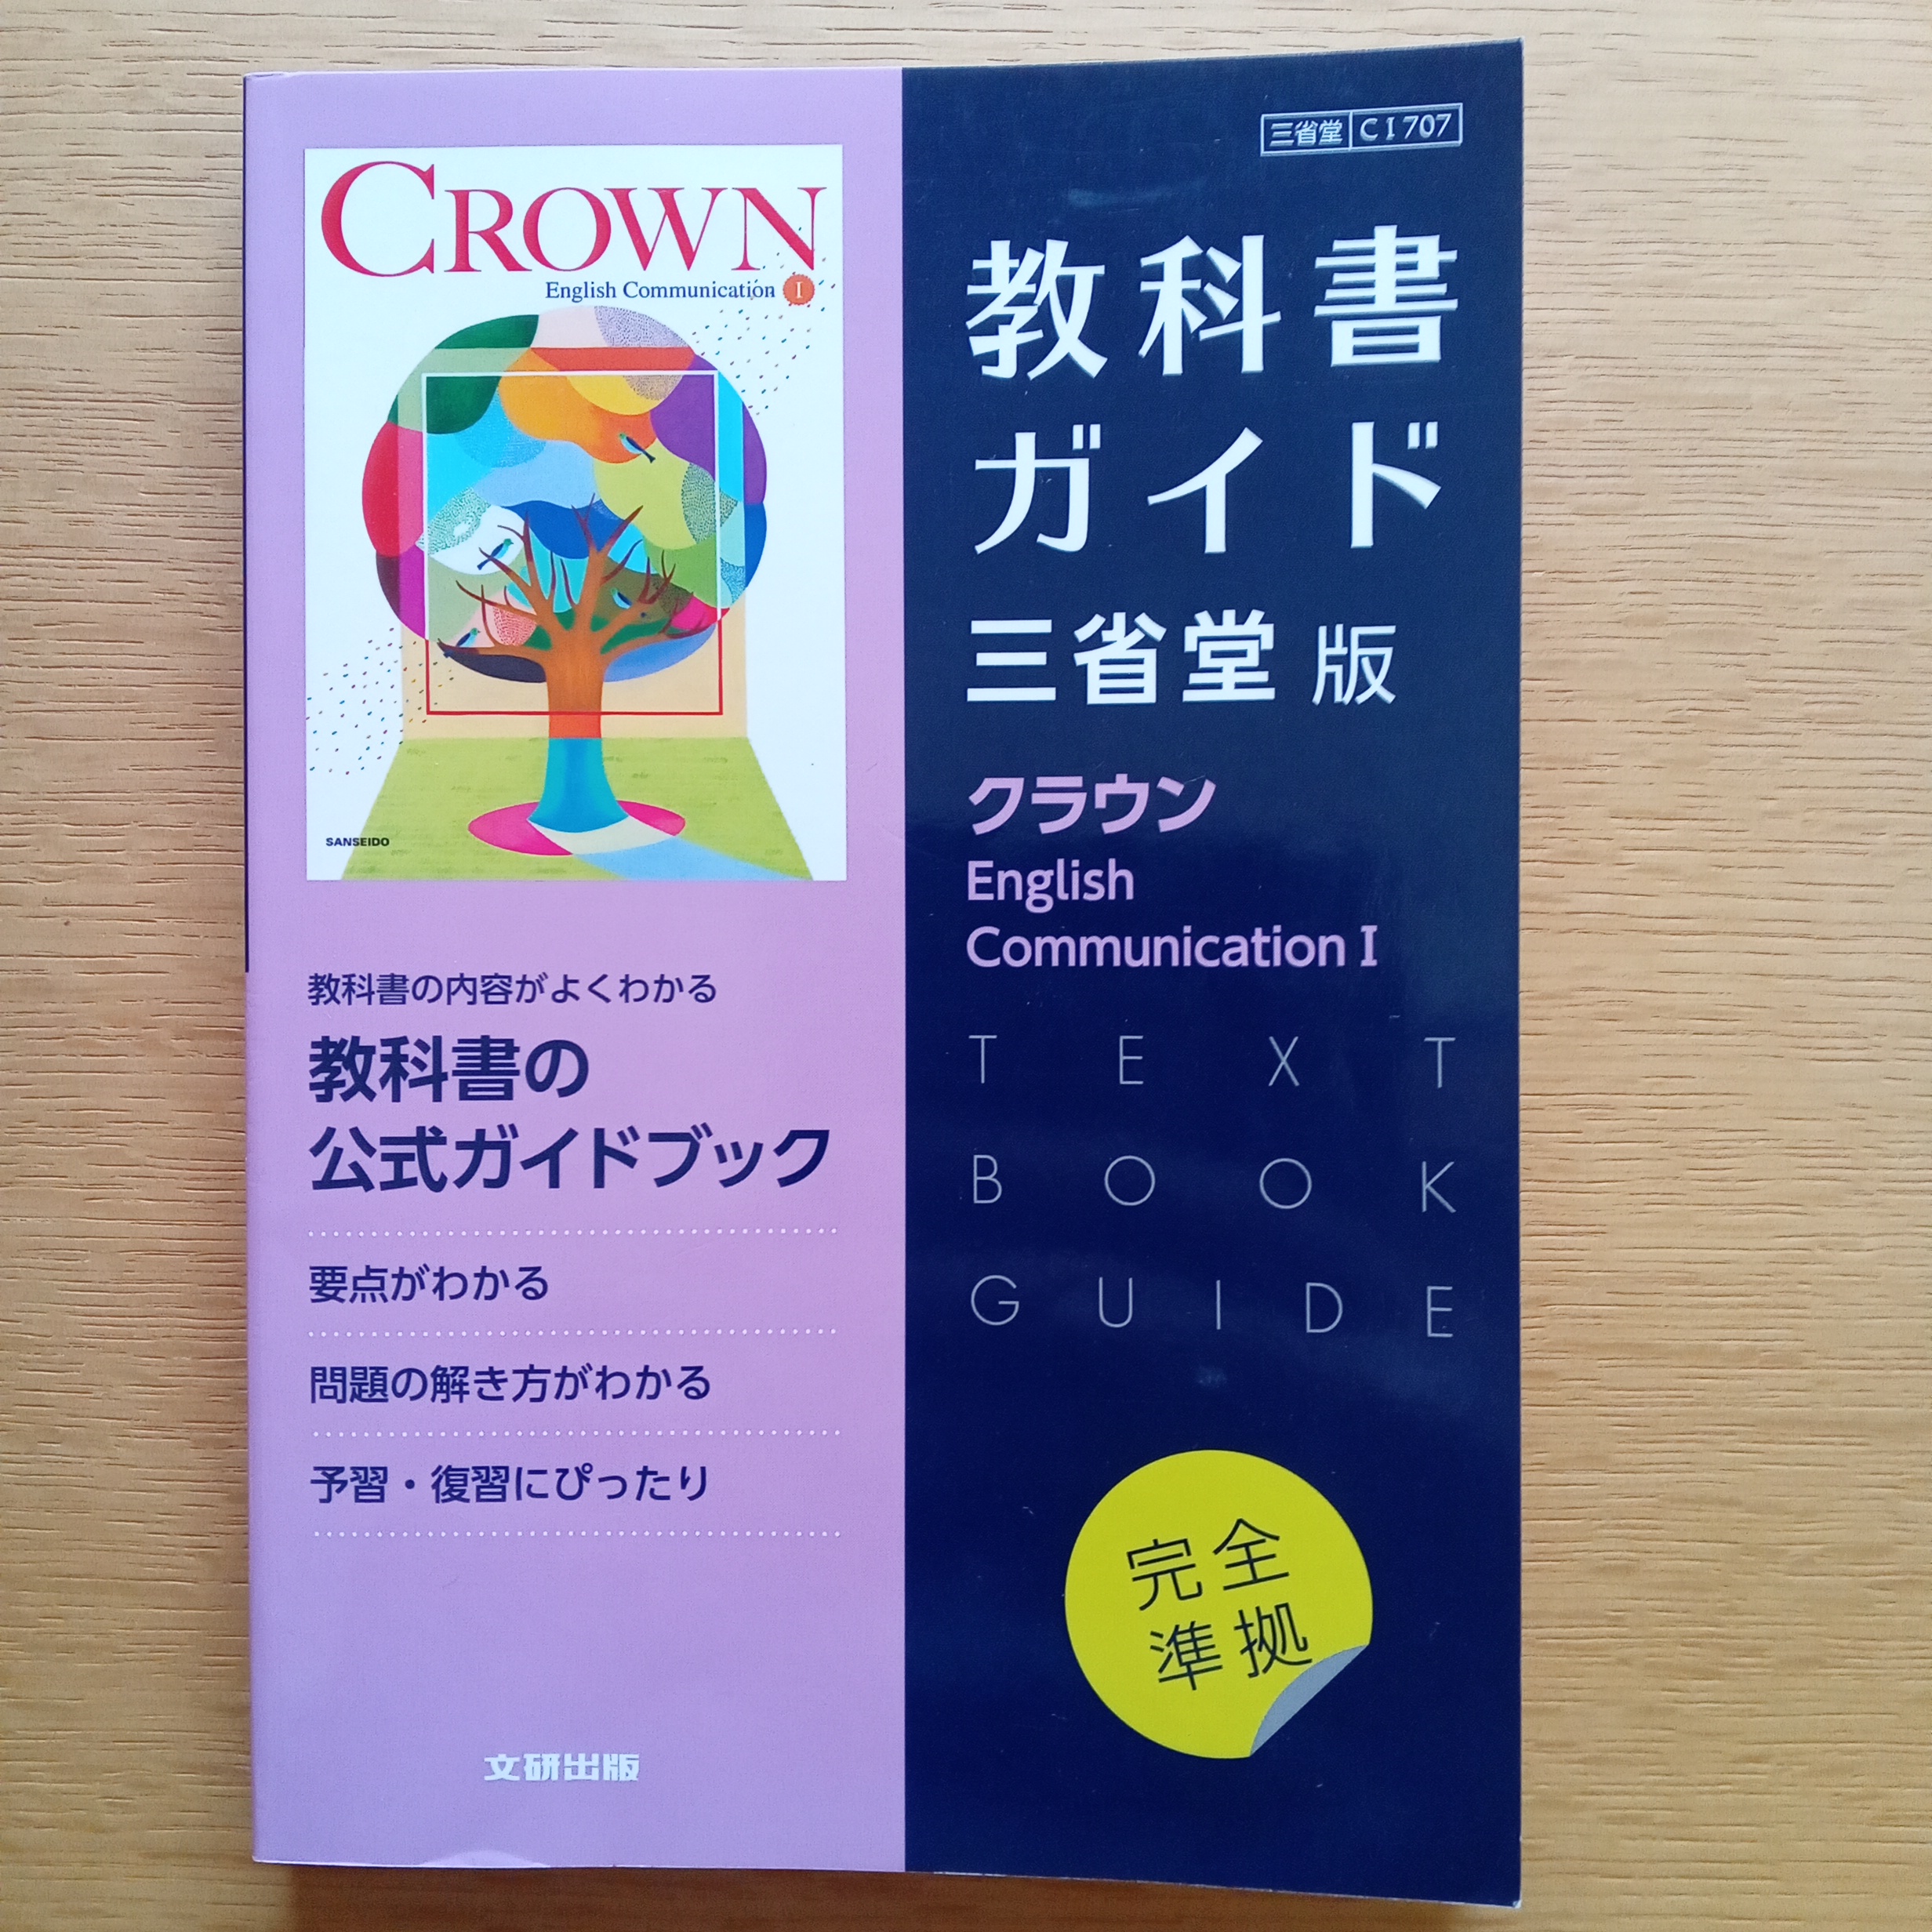 CROWN
English Communication I
SANSEIDO
教科書の内容がよくわかる
教科書の
公式ガイドブック
要点がわかる
問題の解き方がわかる
予習・復習にぴったり
文研出版
三省堂 CI707
教科書
ガイド
三省堂 版
クラウン
English
Communication I
TEXT
BOOK
GUIDE
完全
準拠